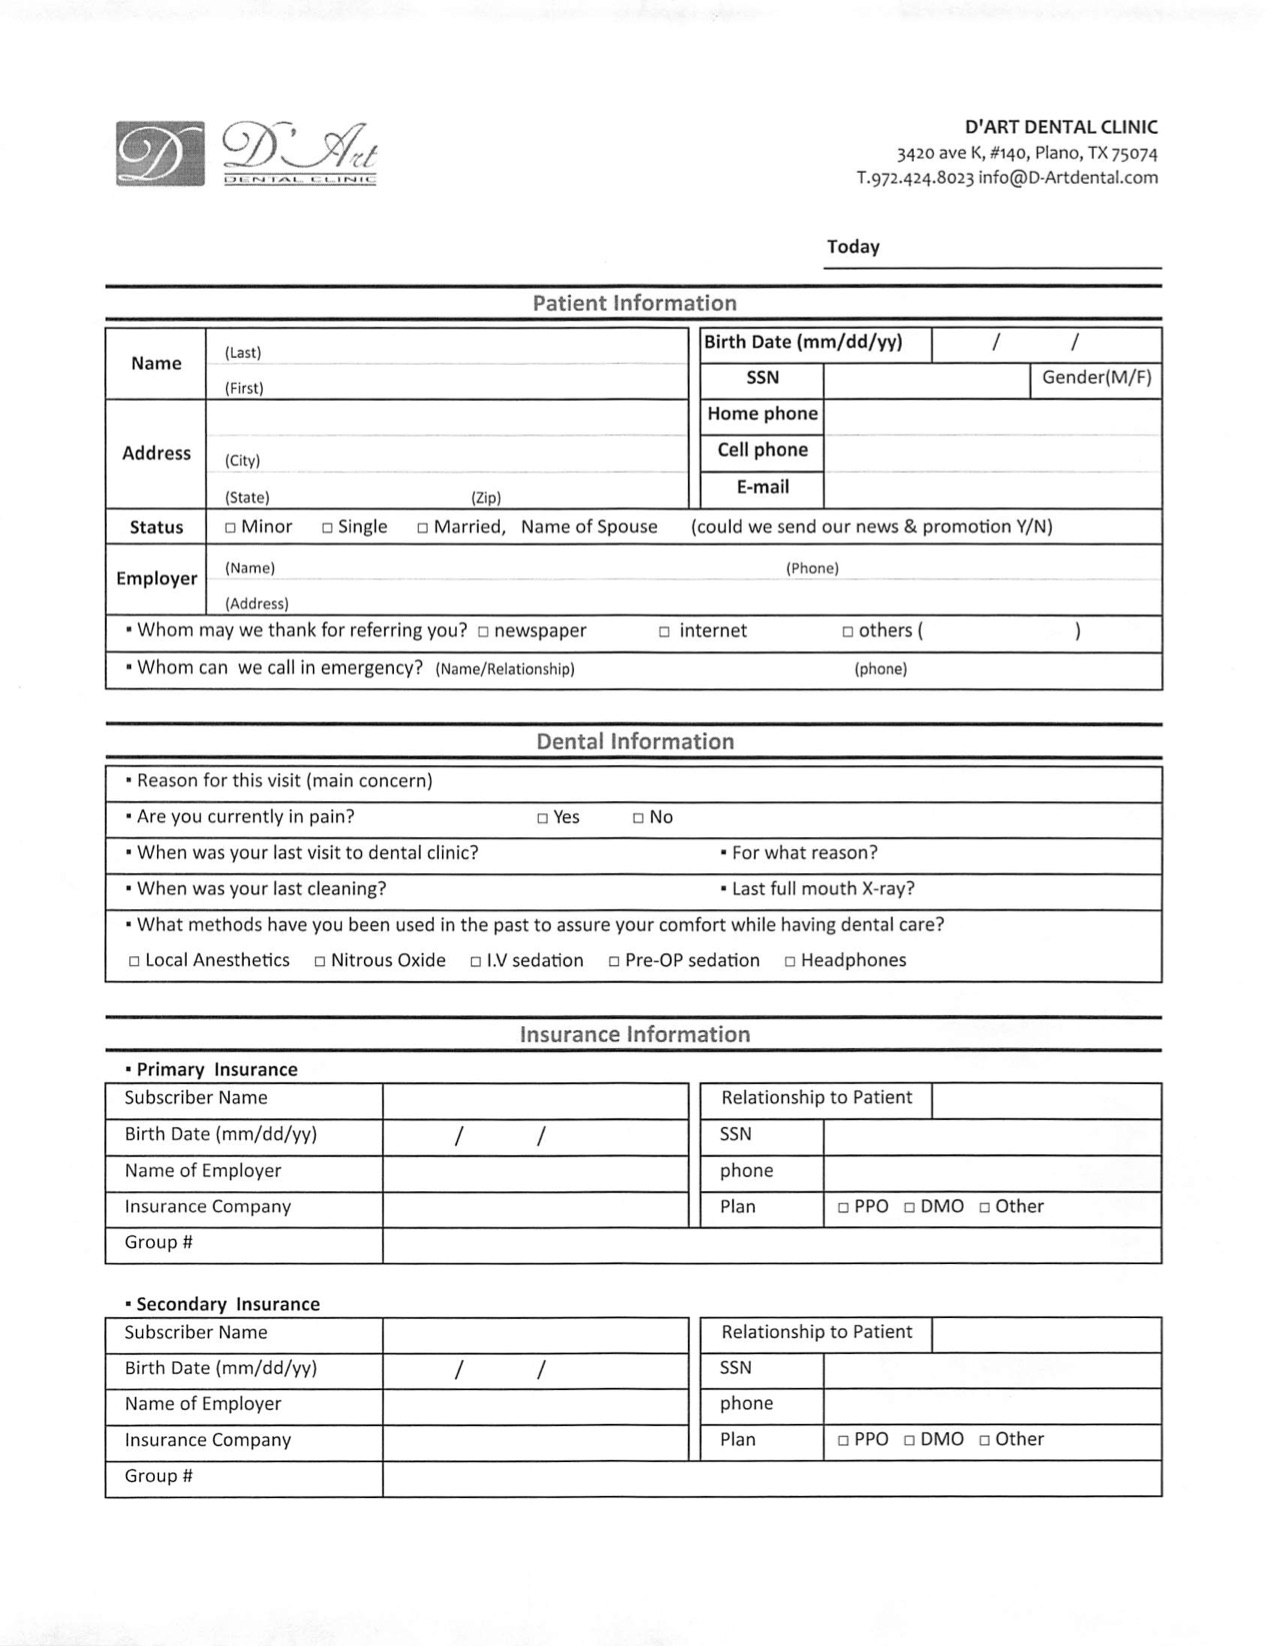 D D'Art
DENTAL CLINIC
D'ART DENTAL CLINIC
3420 ave K, #140, Plano, TX 75074
T.972.424.8023 info@D-Artdental.com
Today
Patient Information
Name
(Last)
(First)
Birth Date (mm/dd/yy) / /
SSN Gender(M/F)
Address
(City)
(State) (Zip)
Home phone
Cell phone
E-mail
Status □ Minor □ Single □ Married, Name of Spouse (could we send our news & promotion Y/N)
Employer
(Name) (Phone)
(Address)
▪ Whom may we thank for referring you? □ newspaper □ internet □ others ( )
▪ Whom can we call in emergency? (Name/Relationship) (phone)
Dental Information
▪ Reason for this visit (main concern)
▪ Are you currently in pain? □ Yes □ No
▪ When was your last visit to dental clinic? ▪ For what reason?
▪ When was your last cleaning? ▪ Last full mouth X-ray?
▪ What methods have you been used in the past to assure your comfort while having dental care?
□ Local Anesthetics □ Nitrous Oxide □ I.V sedation □ Pre-OP sedation □ Headphones
Insurance Information
▪ Primary Insurance
Subscriber Name Relationship to Patient
Birth Date (mm/dd/yy) / / SSN
Name of Employer phone
Insurance Company Plan □ PPO □ DMO □ Other
Group #
▪ Secondary Insurance
Subscriber Name Relationship to Patient
Birth Date (mm/dd/yy) / / SSN
Name of Employer phone
Insurance Company Plan □ PPO □ DMO □ Other
Group #